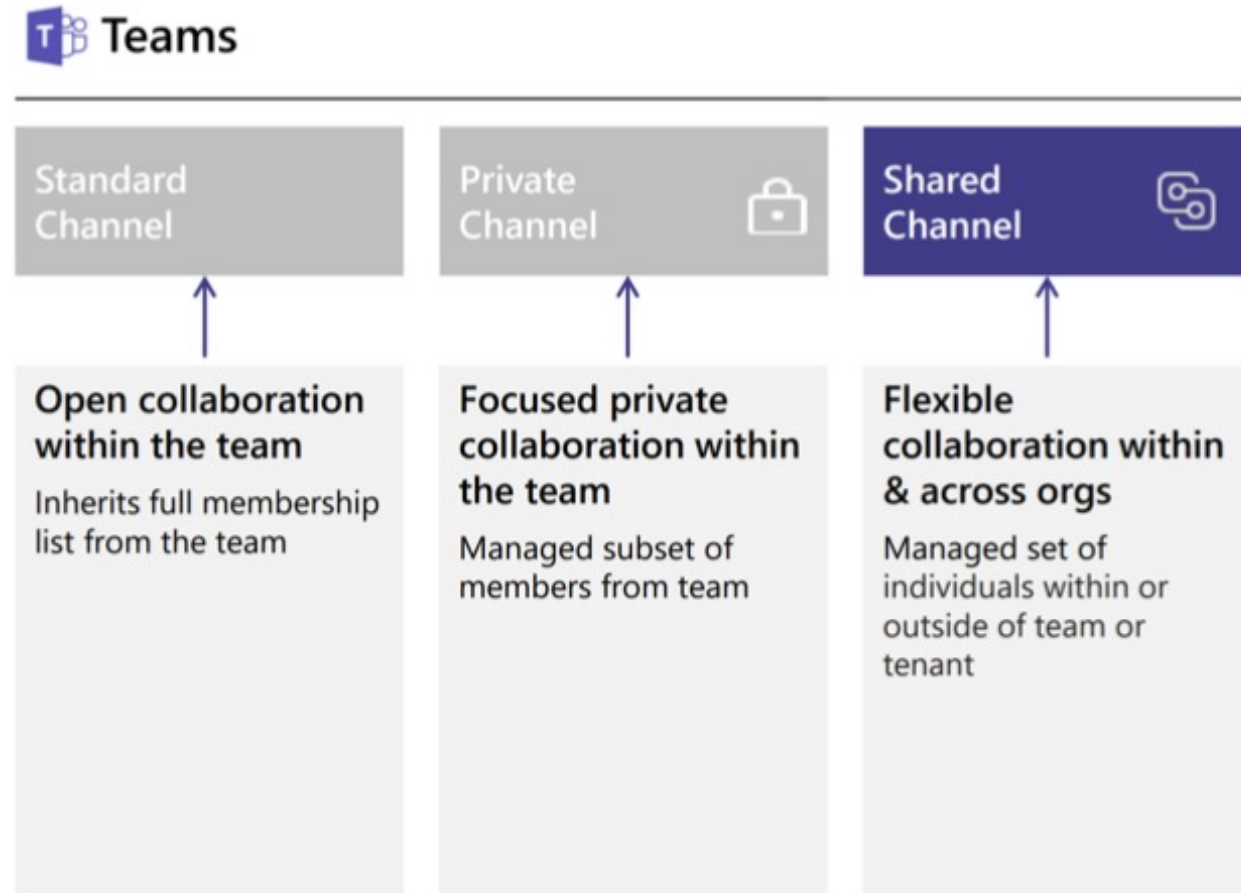 T
Teams
Standard
Channel
Private
Channel
Shared
Channel
Open collaboration
within the team
Inherits full membership
list from the team
Focused private
collaboration within
the team
Managed subset of
members from team
Flexible
collaboration within
& across orgs
Managed set of
individuals within or
outside of team or
tenant